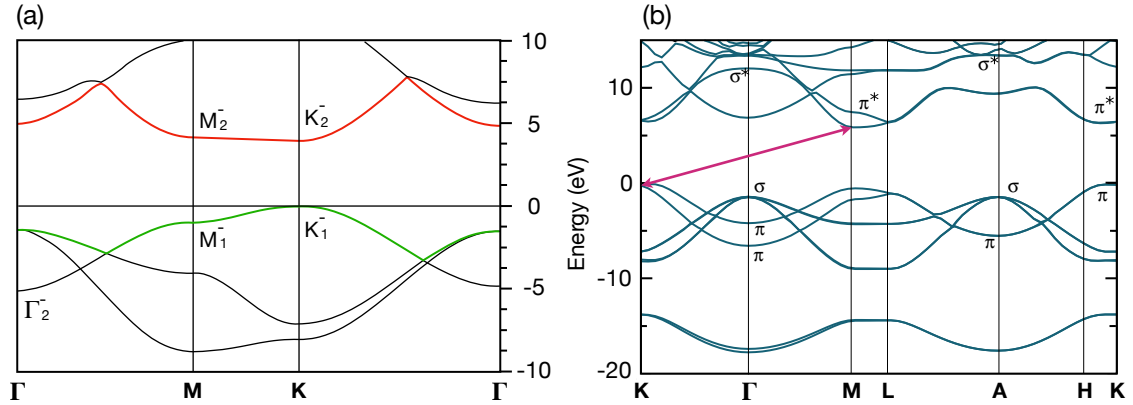 (a)
10
5
0
-5
-10
M₂⁻
K₂⁻
M₁⁻
K₁⁻
Γ₂⁻
Γ M K Γ
(b)
Energy (eV)
10
0
-10
-20
σ*
σ*
π*
π*
σ
σ
π
π
π
π
K Γ M L A H K